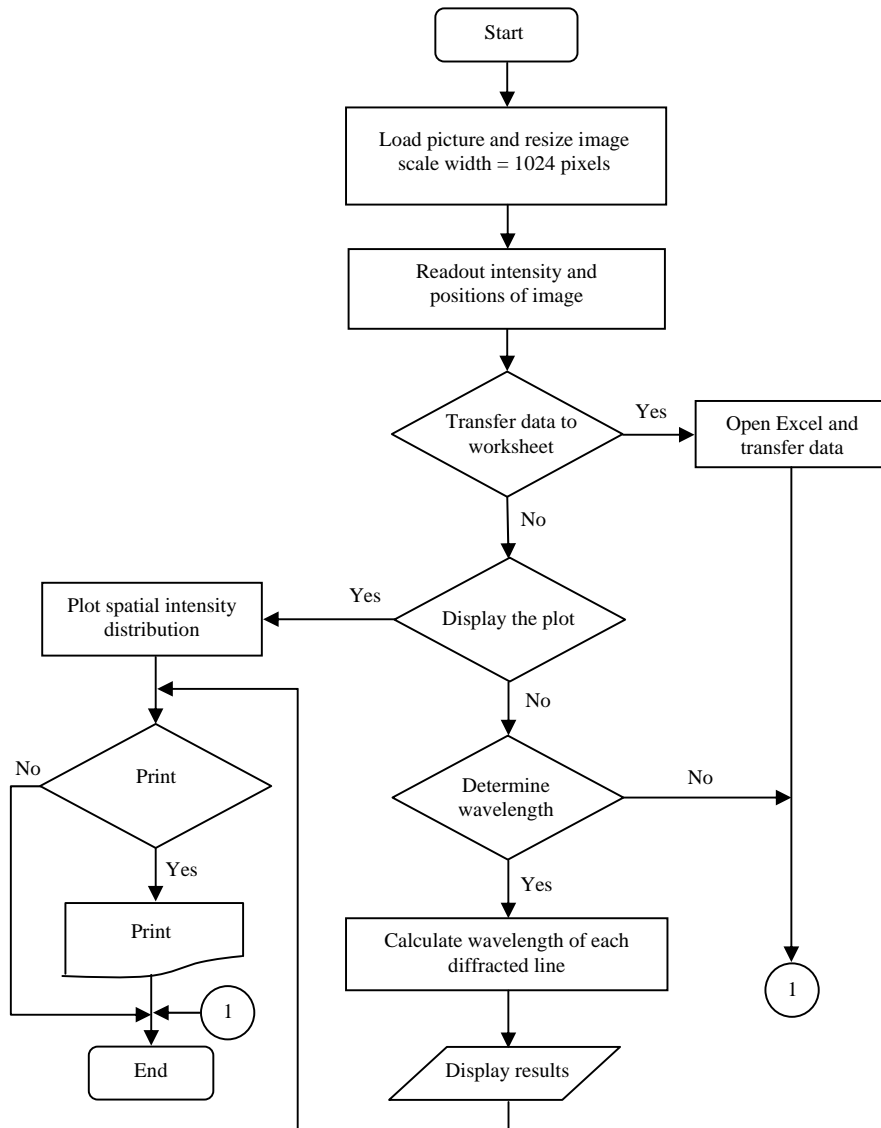 Start
Load picture and resize image
scale width = 1024 pixels
Readout intensity and
positions of image
Transfer data to
worksheet
Yes
Open Excel and
transfer data
No
Display the plot
Yes
Plot spatial intensity
distribution
No
Determine
wavelength
No
Print
No
Yes
Print
Yes
Calculate wavelength of each
diffracted line
1
1
End
Display results